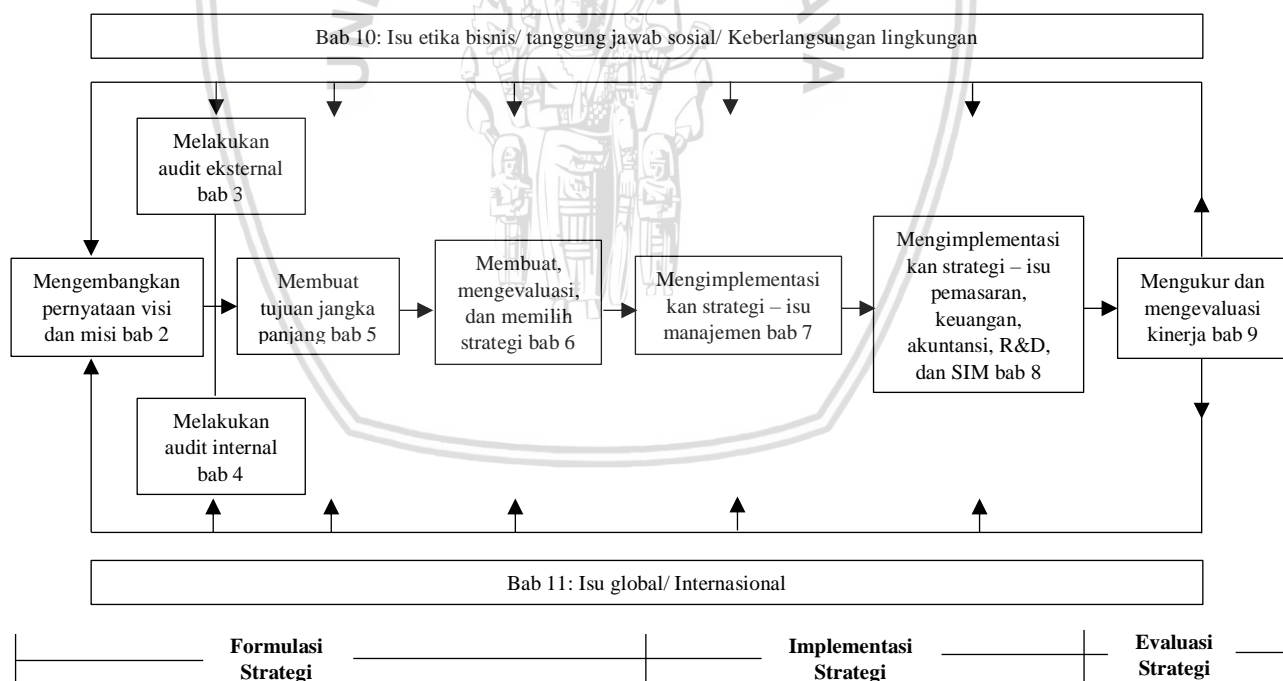 Bab 10: Isu etika bisnis/ tanggung jawab sosial/ Keberlangsungan lingkungan
Melakukan
audit eksternal
bab 3
Mengembangkan
pernyataan visi
dan misi bab 2
Membuat
tujuan jangka
panjang bab 5
Membuat,
mengevaluasi,
dan memilih
strategi bab 6
Mengimplementasi
kan strategi – isu
manajemen bab 7
Mengimplementasi
kan strategi – isu
pemasaran,
keuangan,
akuntansi, R&D,
dan SIM bab 8
Mengukur dan
mengevaluasi
kinerja bab 9
Melakukan
audit internal
bab 4
Bab 11: Isu global/ Internasional
Formulasi
Strategi
Implementasi
Strategi
Evaluasi
Strategi